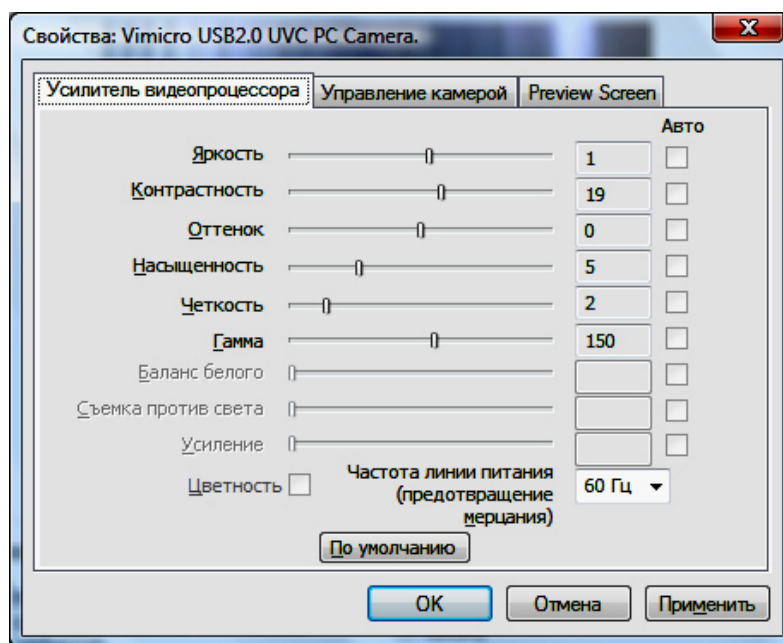 Свойства: Vimicro USB2.0 UVC PC Camera.
Усилитель видеопроцессора Управление камерой Preview Screen
Авто
Яркость 1
Контрастность 19
Оттенок 0
Насыщенность 5
Четкость 2
Гамма 150
Баланс белого
Съемка против света
Усиление
Цветность Частота линии питания 60 Гц
(предотвращение
мерцания)
По умолчанию
OK Отмена Применить